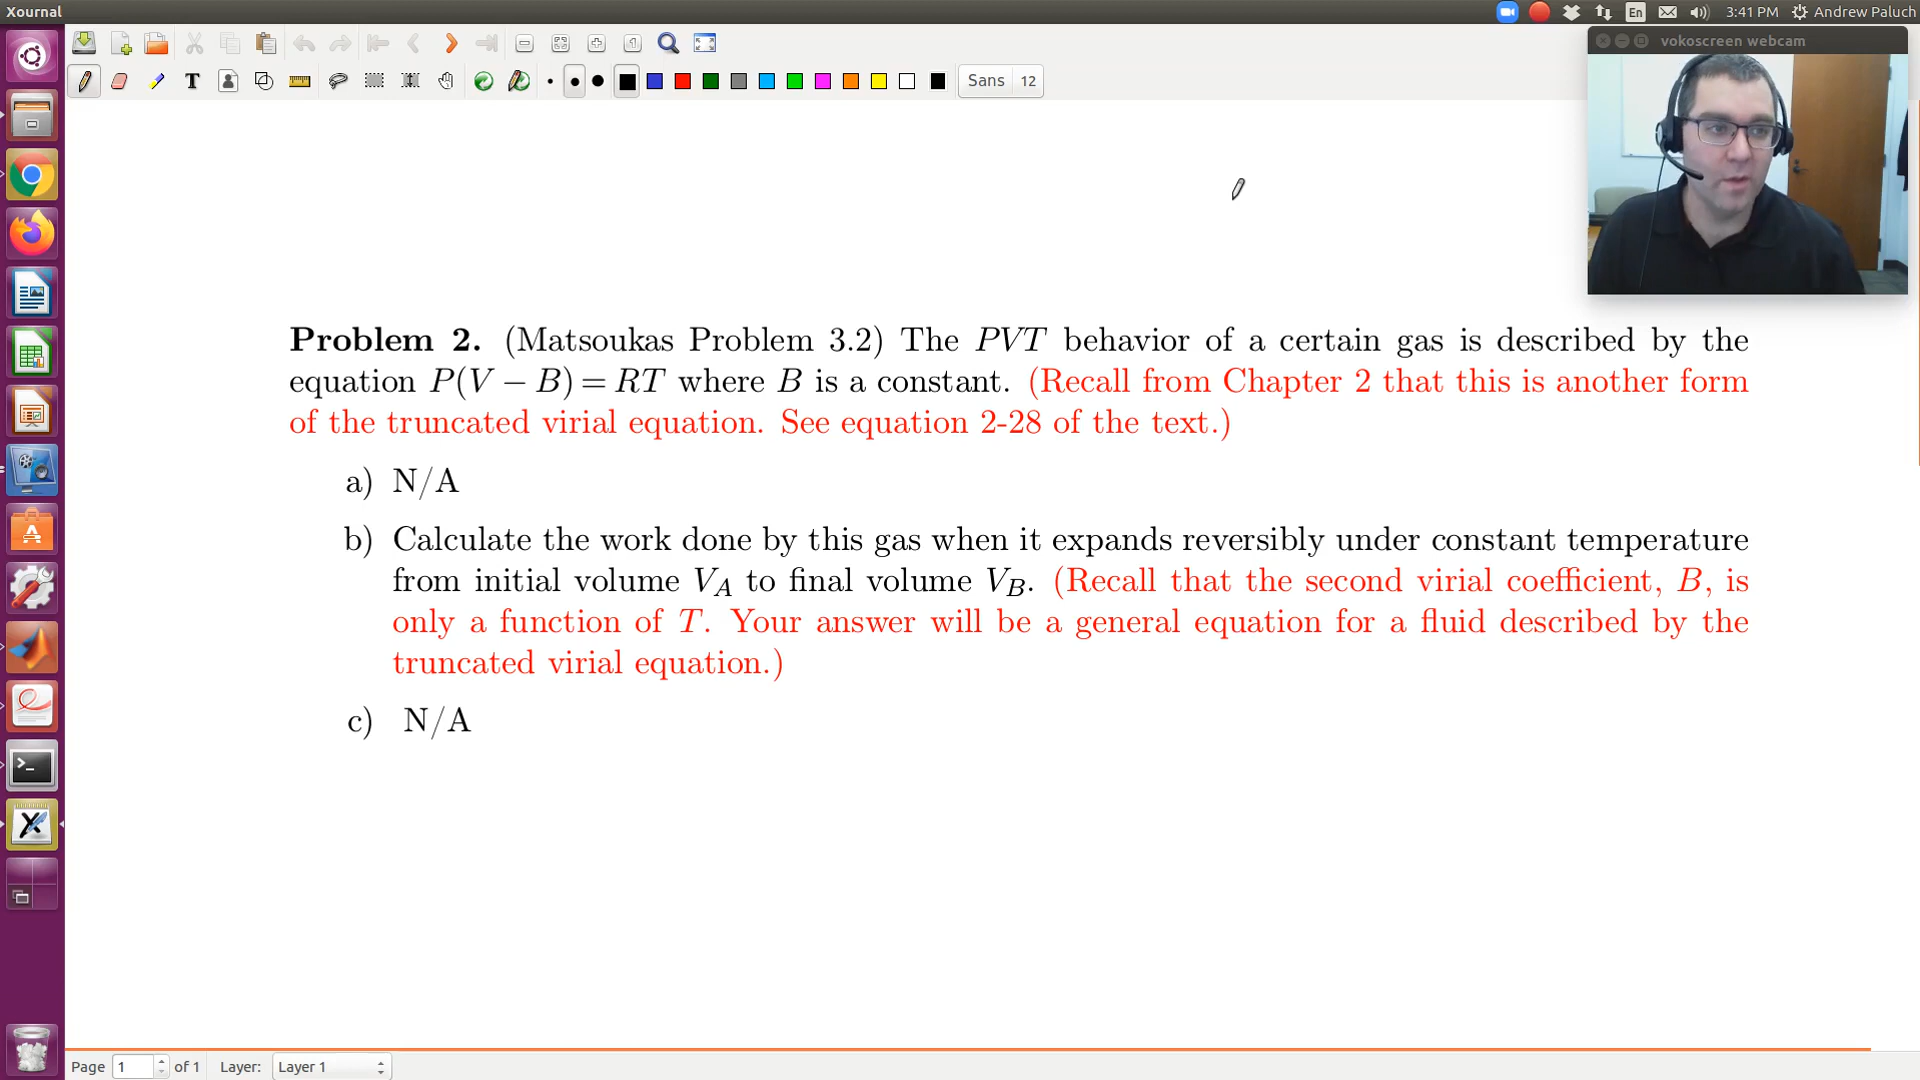 Xournal
En
3:41 PM
Andrew Paluch
vokoscreen webcam
Sans 12
Problem 2. (Matsoukas Problem 3.2) The PVT behavior of a certain gas is described by the
equation P(V − B) = RT where B is a constant. (Recall from Chapter 2 that this is another form
of the truncated virial equation. See equation 2-28 of the text.)
a) N/A
b) Calculate the work done by this gas when it expands reversibly under constant temperature
from initial volume V_A to final volume V_B. (Recall that the second virial coefficient, B, is
only a function of T. Your answer will be a general equation for a fluid described by the
truncated virial equation.)
c) N/A
Page 1 of 1 Layer: Layer 1